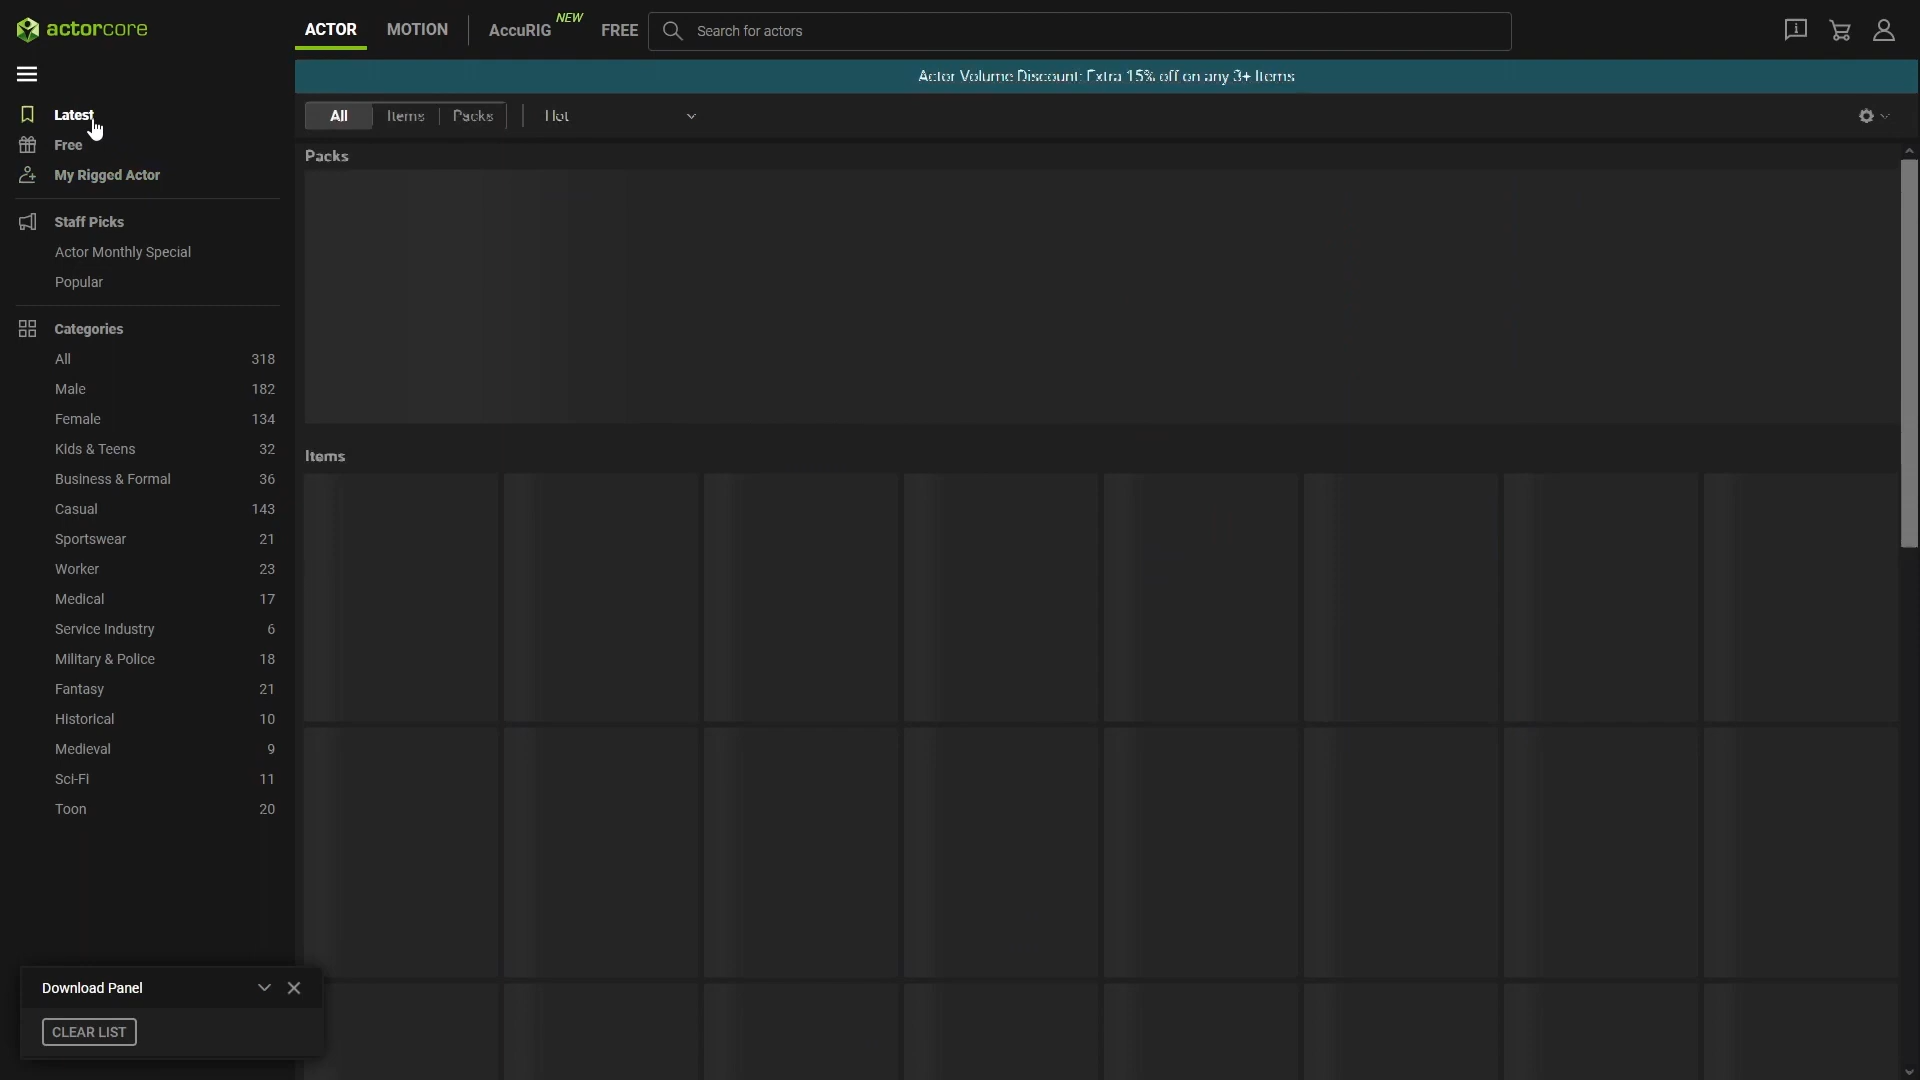 actorcore
ACTOR
MOTION
AccuRIG
NEW
FREE
Search for actors
Actor Volume Discount: Extra 15% off on any 3+ Items
All
Items
Packs
Hot
Latest
Free
My Rigged Actor
Staff Picks
Actor Monthly Special
Popular
Categories
All 318
Male 182
Female 134
Kids & Teens 32
Business & Formal 36
Casual 143
Sportswear 21
Worker 23
Medical 17
Service Industry 6
Military & Police 18
Fantasy 21
Historical 10
Medieval 9
Sci-Fi 11
Toon 20
Packs
Items
Download Panel
CLEAR LIST